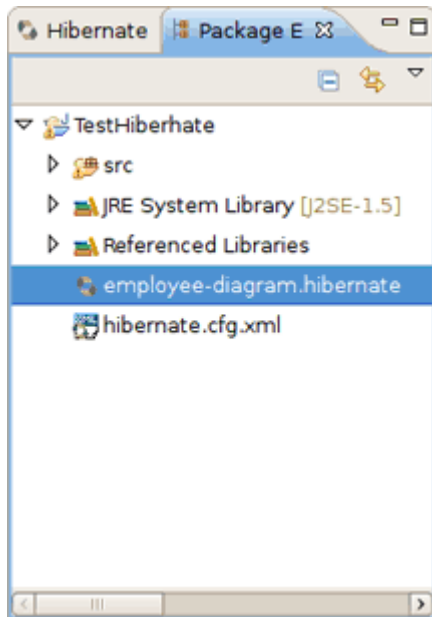 Hibernate Package E
TestHiberhate
src
JRE System Library [J2SE-1.5]
Referenced Libraries
employee-diagram.hibernate
hibernate.cfg.xml